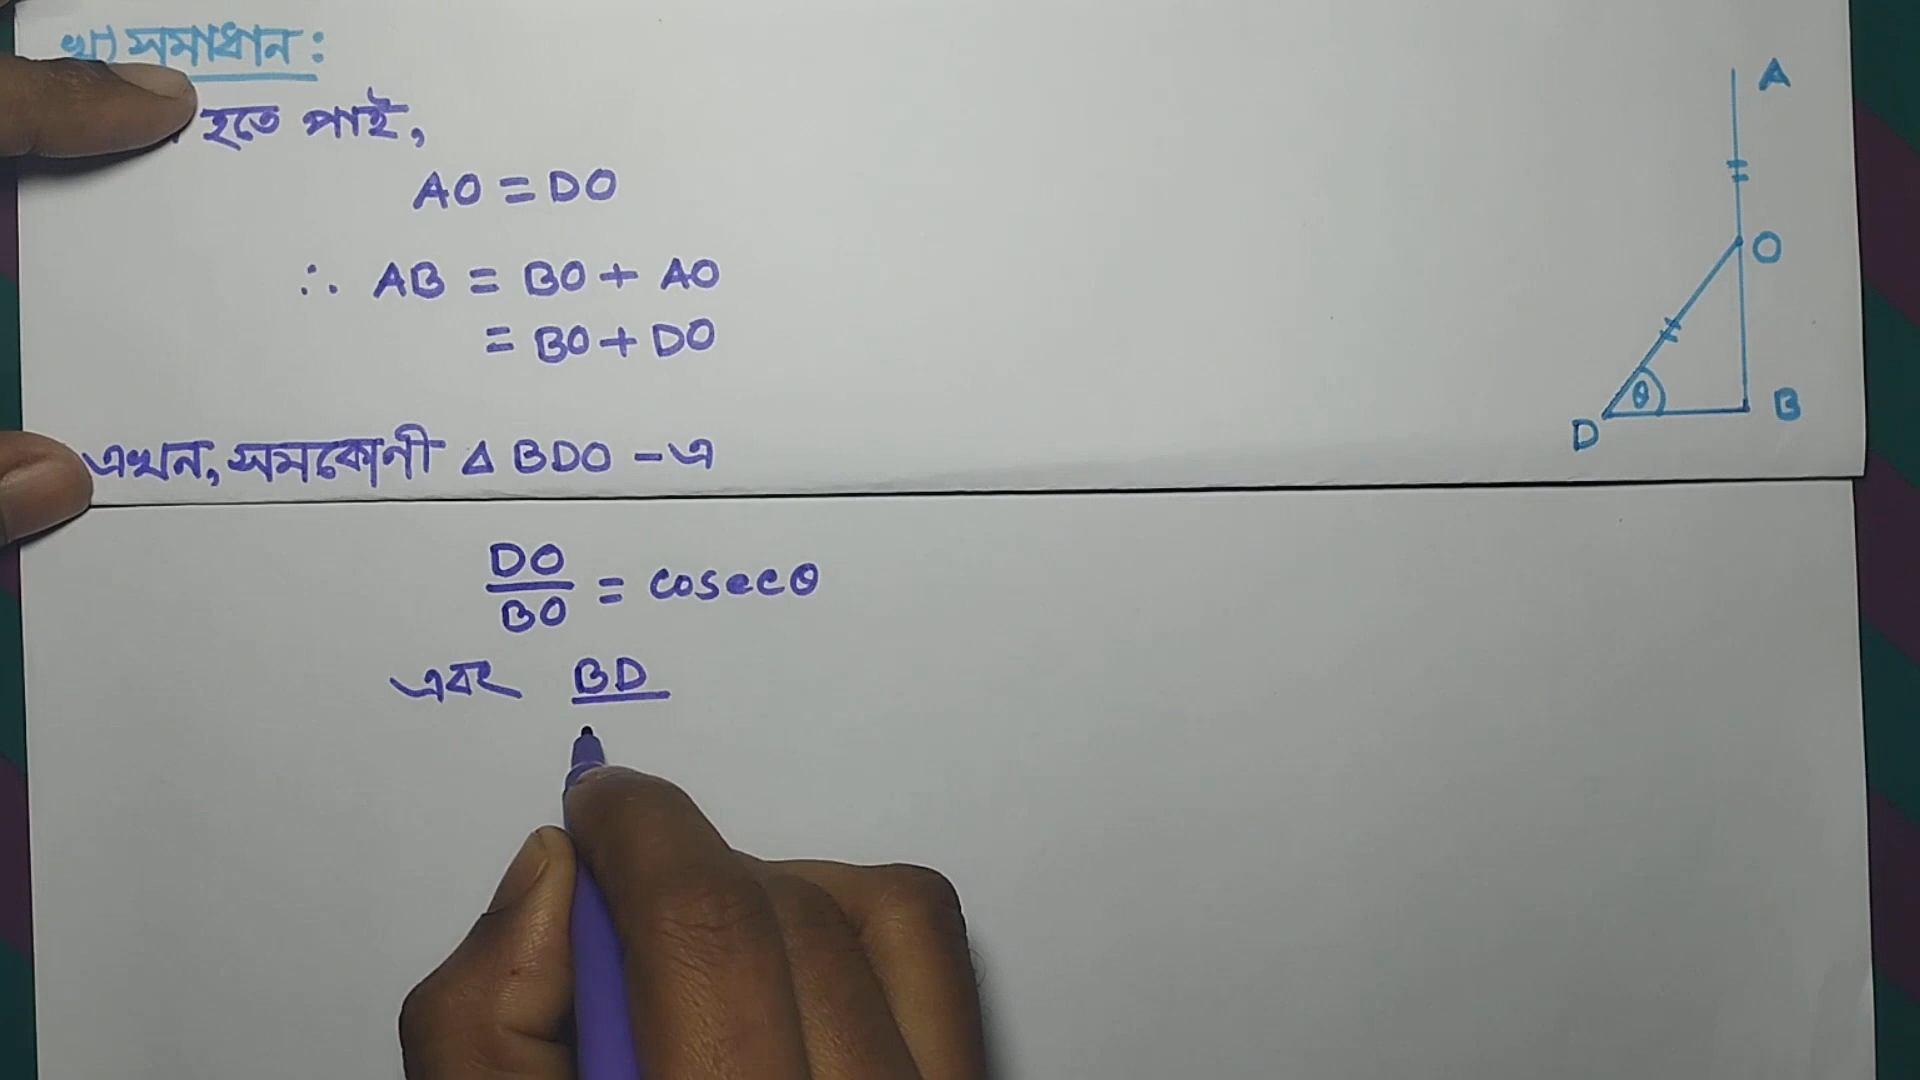 খ) সমাধান :
হতে পাই,
AO = DO
∴ AB = BO + AO
= BO + DO
এখন, সমকোনী Δ BDO - এ
DO
BO
= cosecθ
এবং BD
A
O
θ
B
D